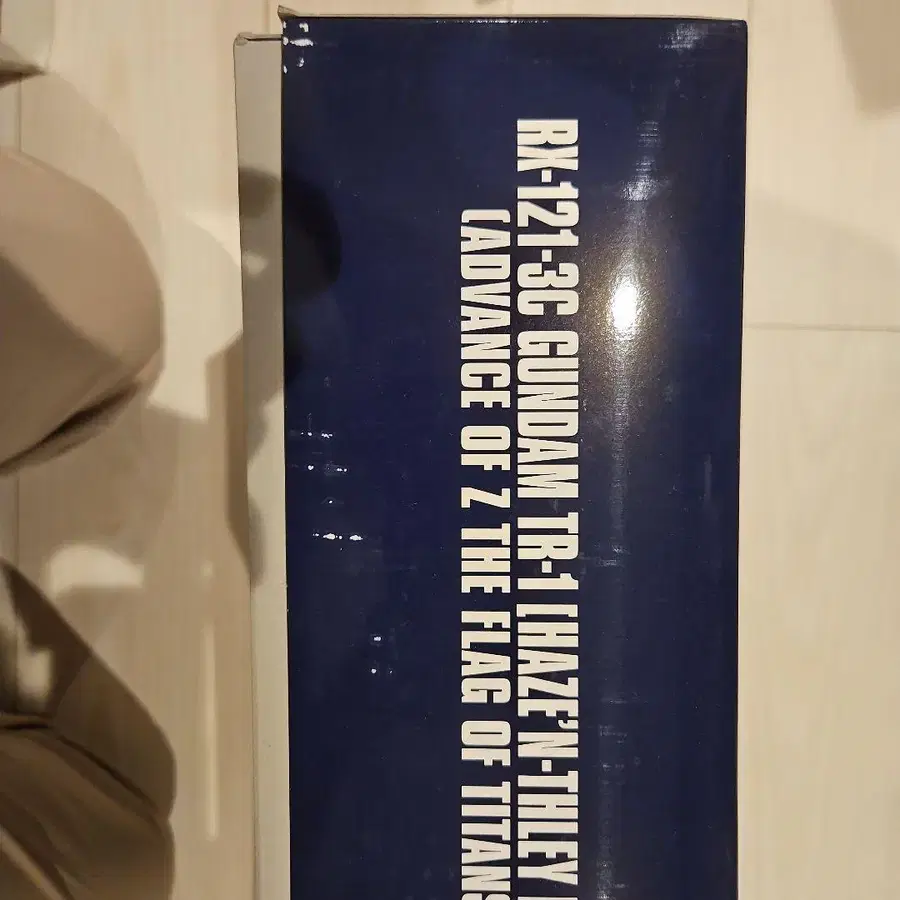 RX-121-3C GUNDAM TR-1 [HAZE'N-THLEY
(ADVANCE OF Z THE FLAG OF TITANS